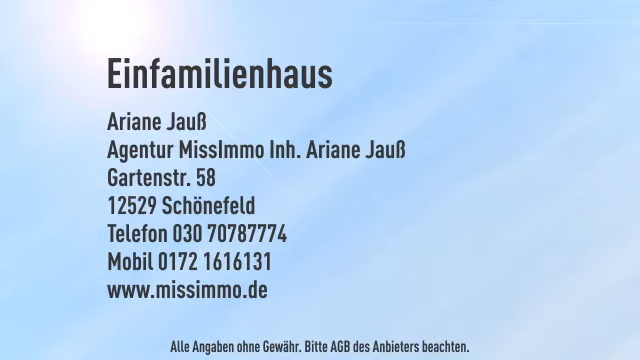 Einfamilienhaus
Ariane Jauß
Agentur MissImmo Inh. Ariane Jauß
Gartenstr. 58
12529 Schönefeld
Telefon 030 70787774
Mobil 0172 1616131
www.missimmo.de
Alle Angaben ohne Gewähr. Bitte AGB des Anbieters beachten.